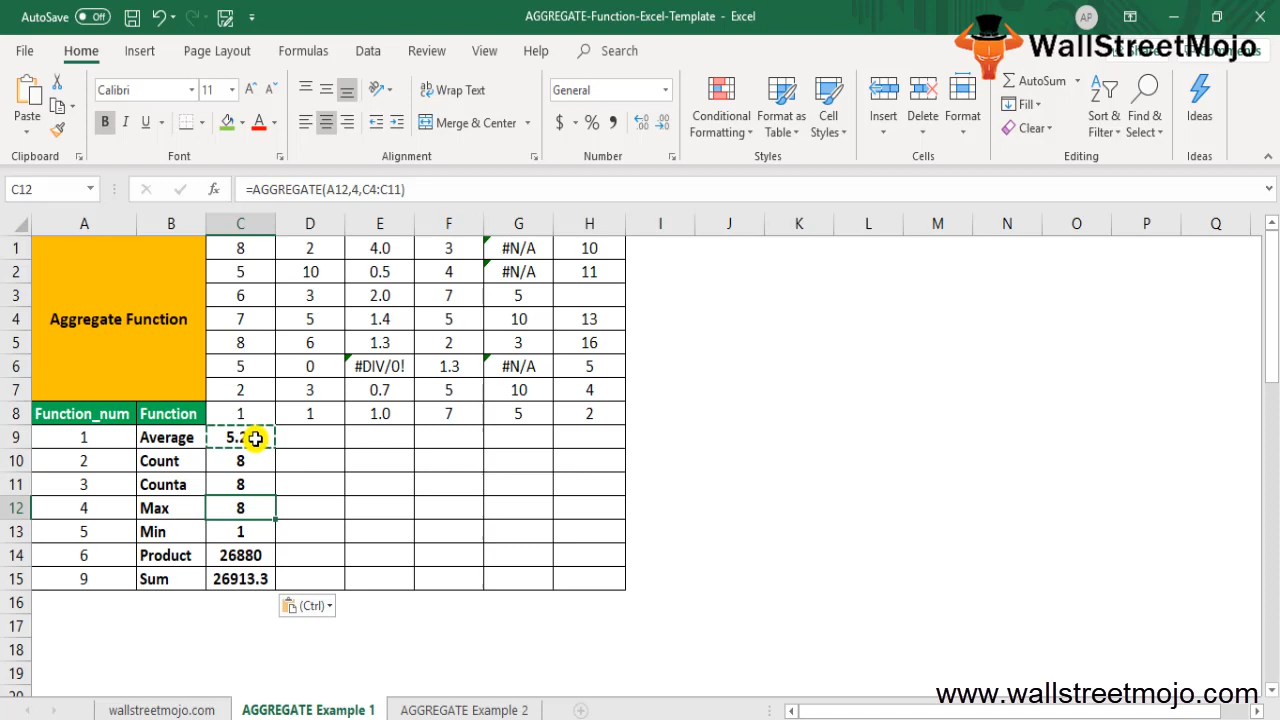 AutoSave Off AGGREGATE-Function-Excel-Template - Excel AP
WallStreetMojo
File Home Insert Page Layout Formulas Data Review View Help Search
Paste
Calibri 11 A A
B I U A
ab Wrap Text
Merge & Center
General
$ % 9
Conditional Formatting
Format as Table
Cell Styles
Insert Delete Format
AutoSum
Fill
Clear
Sort & Filter
Find & Select
Ideas
Clipboard Font Alignment Number Styles Cells Editing Ideas
C12 fx =AGGREGATE(A12,4,C4:C11)
A B C D E F G H I J K L M N O P Q
1 8 2 4.0 3 #N/A 10
2 5 10 0.5 4 #N/A 11
3 6 3 2.0 7 5
4 Aggregate Function 7 5 1.4 5 10 13
5 8 6 1.3 2 3 16
6 5 0 #DIV/0! 1.3 #N/A 5
7 2 3 0.7 5 10 4
8 Function_num Function 1 1 1.0 7 5 2
9 1 Average
10 2 Count 8
11 3 Counta 8
12 4 Max 8
13 5 Min 1
14 6 Product 26880
15 9 Sum 26913.3
16 (Ctrl)
17
18
19
www.wallstreetmojo.com
wallstreetmojo.com AGGREGATE Example 1 AGGREGATE Example 2